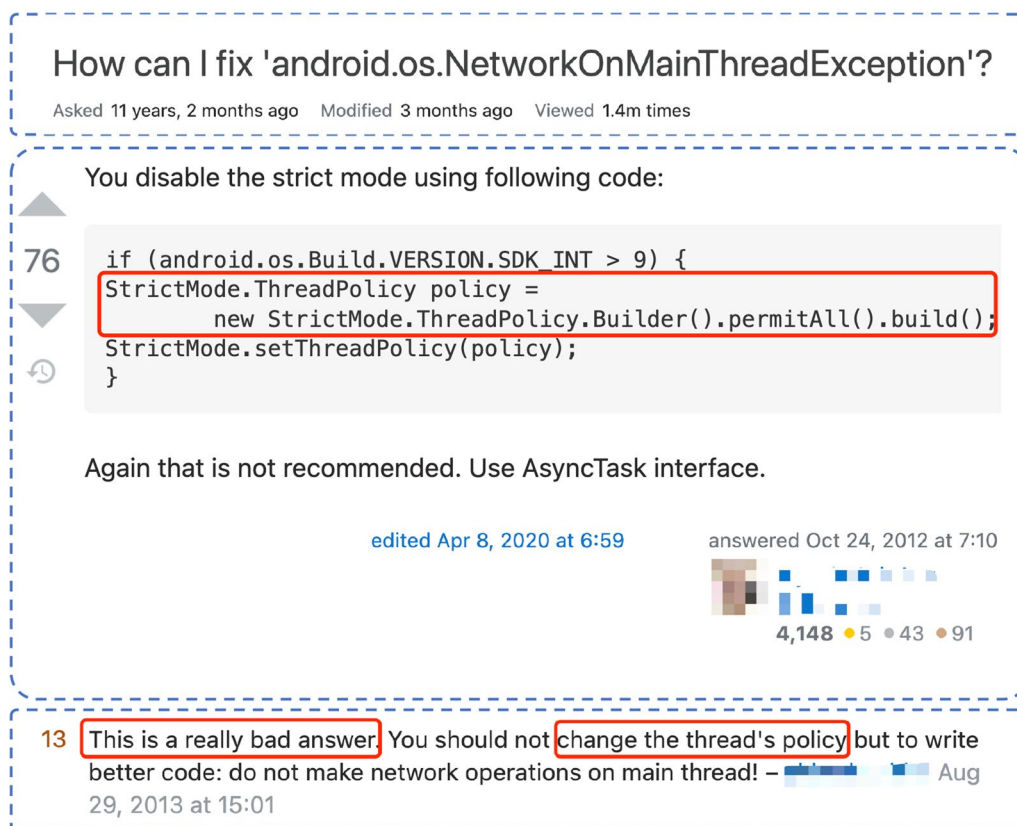 How can I fix 'android.os.NetworkOnMainThreadException'?
Asked 11 years, 2 months ago Modified 3 months ago Viewed 1.4m times
You disable the strict mode using following code:
76
if (android.os.Build.VERSION.SDK_INT > 9) {
StrictMode.ThreadPolicy policy =
new StrictMode.ThreadPolicy.Builder().permitAll().build();
StrictMode.setThreadPolicy(policy);
}
Again that is not recommended. Use AsyncTask interface.
edited Apr 8, 2020 at 6:59 answered Oct 24, 2012 at 7:10
4,148 5 43 91
13 This is a really bad answer. You should not change the thread's policy but to write
better code: do not make network operations on main thread! – Aug
29, 2013 at 15:01